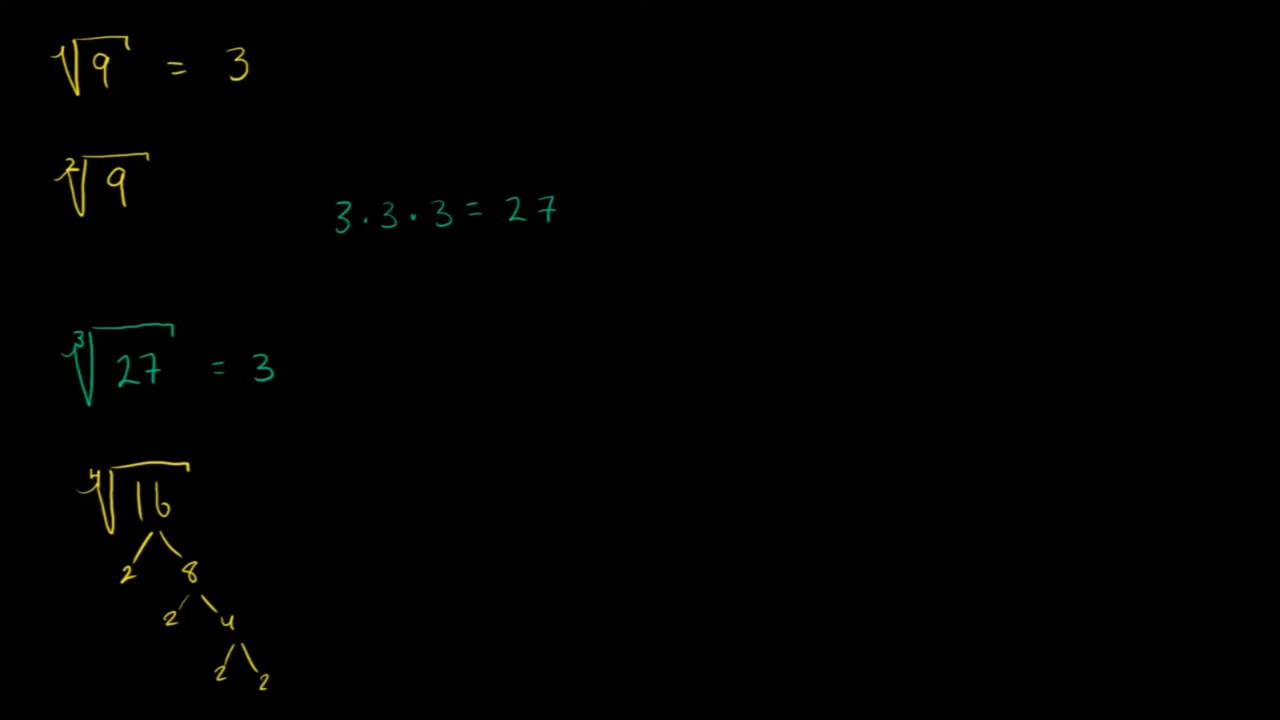 √9 = 3
²√9
3·3·3 = 27
³√27 = 3
⁴√16
2 8
2 4
2 2